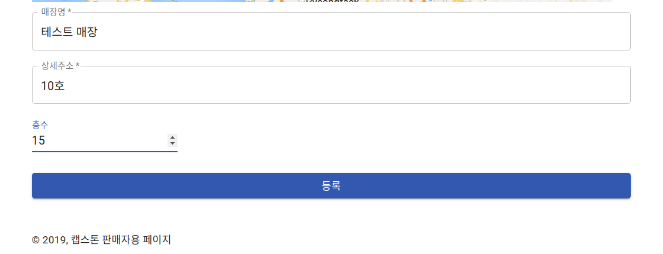 매장명 *
테스트 매장
상세주소 *
10호
층수
15
등록
© 2019, 캡스톤 판매자용 페이지